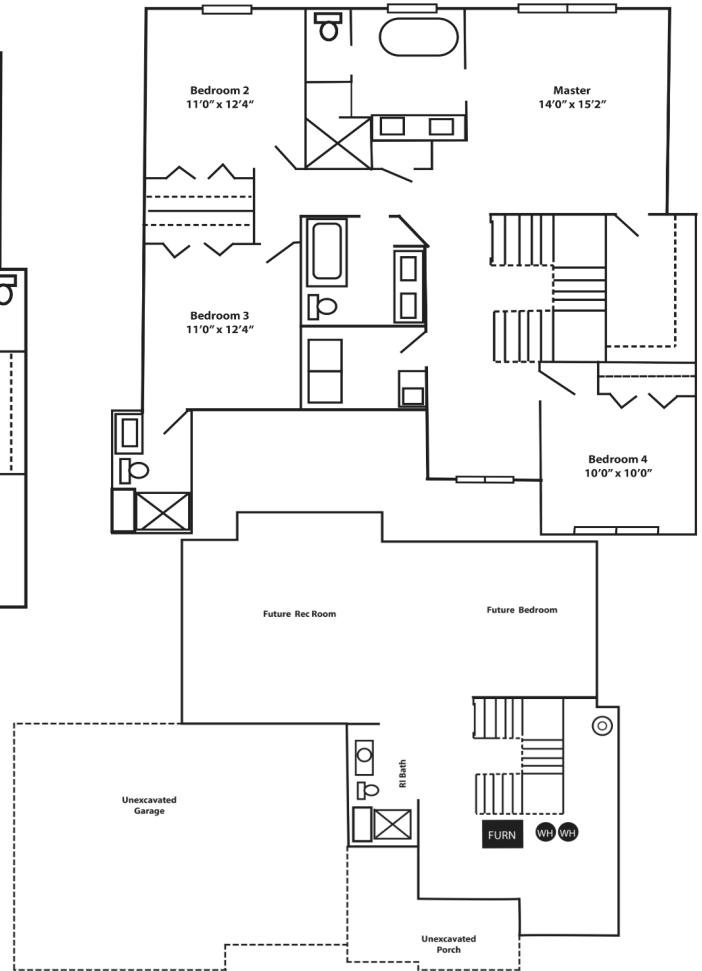 Bedroom 2
11'0" x 12'4"
Master
14'0" x 15'2"
Bedroom 3
11'0" x 12'4"
Bedroom 4
10'0" x 10'0"
Future Rec Room
Future Bedroom
RI Bath
Unexcavated
Garage
FURN
WH
WH
Unexcavated
Porch